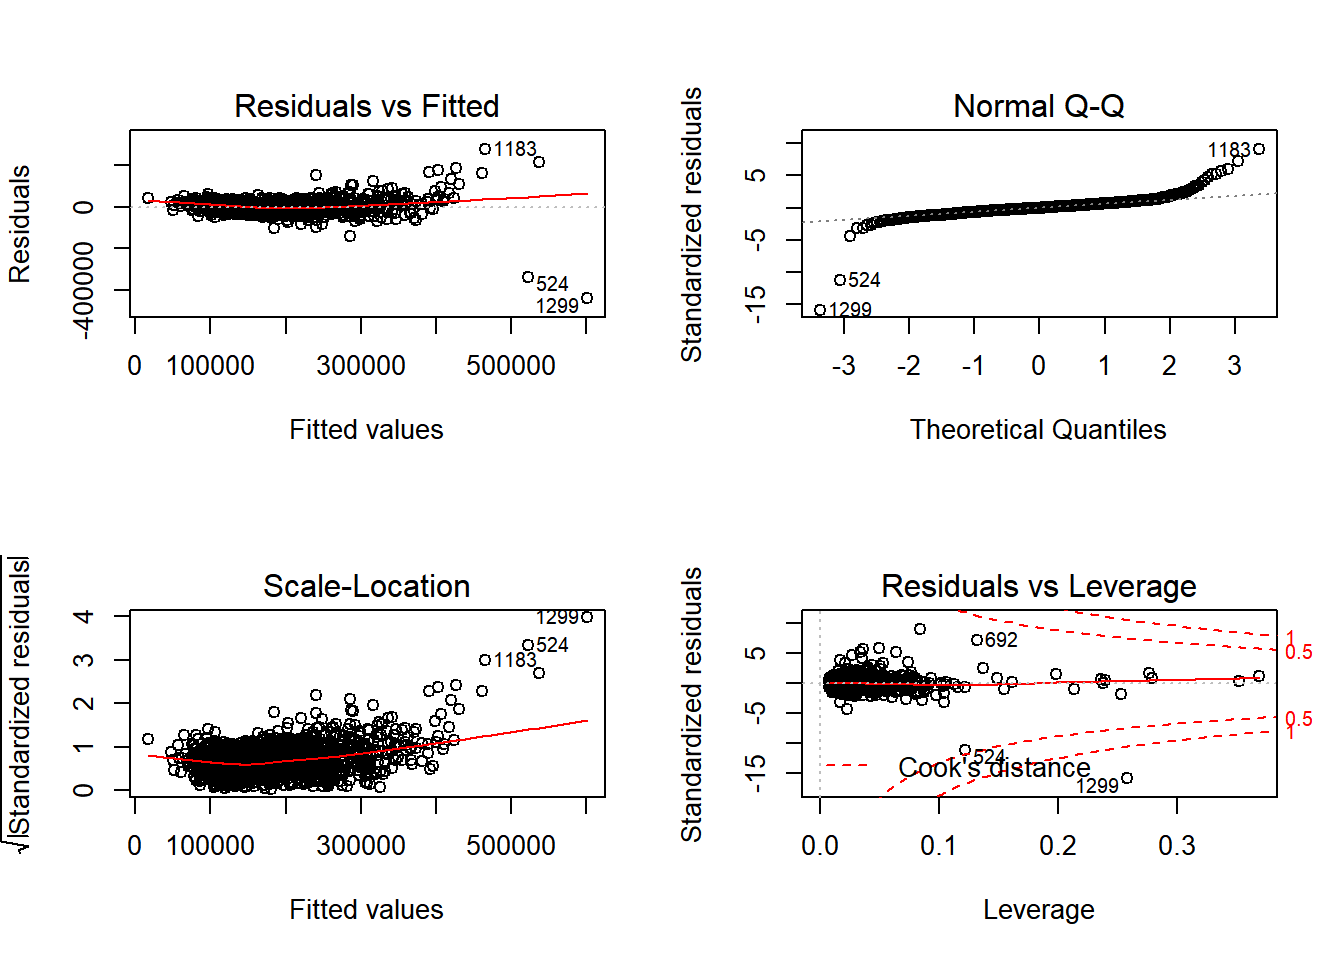 Residuals vs Fitted
Residuals
-400000
0
1183
524
1299
0 100000 300000 500000
Fitted values
Normal Q-Q
Standardized residuals
-15
-5
5
1183
524
1299
-3 -2 -1 0 1 2 3
Theoretical Quantiles
Scale-Location
√|Standardized residuals|
0
1
2
3
4
1299
524
1183
0 100000 300000 500000
Fitted values
Residuals vs Leverage
Standardized residuals
-15
-5
5
692
524
1299
Cook's distance
1
0.5
0.5
1
0.0 0.1 0.2 0.3
Leverage